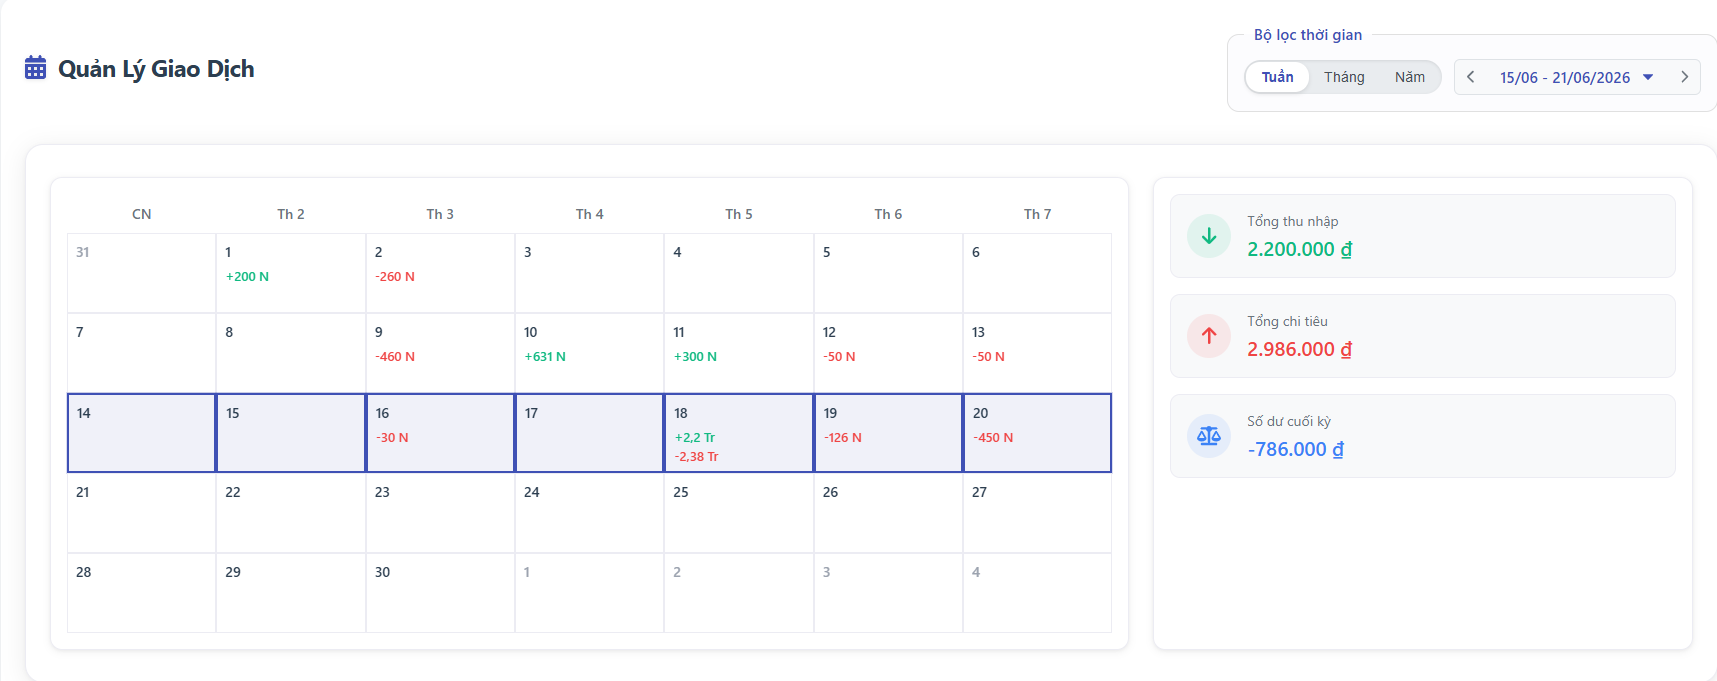 Quản Lý Giao Dịch
Bộ lọc thời gian
Tuần Tháng Năm 15/06 - 21/06/2026
CN Th 2 Th 3 Th 4 Th 5 Th 6 Th 7
31 1 2 3 4 5 6
+200 N -260 N
7 8 9 10 11 12 13
-460 N +631 N +300 N -50 N -50 N
14 15 16 17 18 19 20
-30 N +2,2 Tr -126 N -450 N
-2,38 Tr
21 22 23 24 25 26 27
28 29 30 1 2 3 4
Tổng thu nhập
2.200.000 ₫
Tổng chi tiêu
2.986.000 ₫
Số dư cuối kỳ
-786.000 ₫